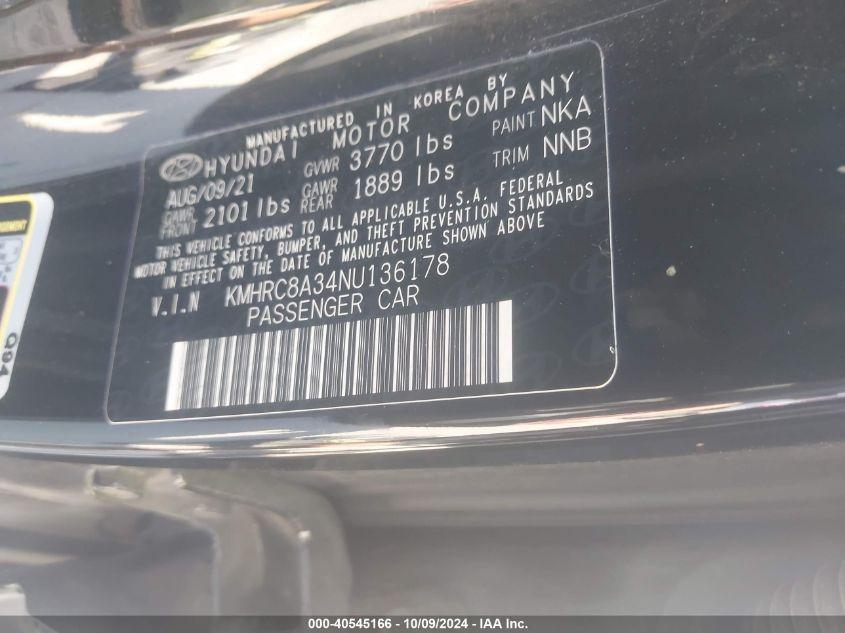 MANUFACTURED IN KOREA BY
HYUNDAI MOTOR COMPANY
AUG/09/21 GVWR 3770 lbs PAINT NKA
GAWR FRONT 2101 lbs GAWR REAR 1889 lbs TRIM NNB
THIS VEHICLE CONFORMS TO ALL APPLICABLE U.S.A. FEDERAL
MOTOR VEHICLE SAFETY, BUMPER, AND THEFT PREVENTION STANDARDS
IN EFFECT ON THE DATE OF MANUFACTURE SHOWN ABOVE
V.I.N KMHRC8A34NU136178
PASSENGER CAR
Q94
000-40545166 - 10/09/2024 - IAA Inc.